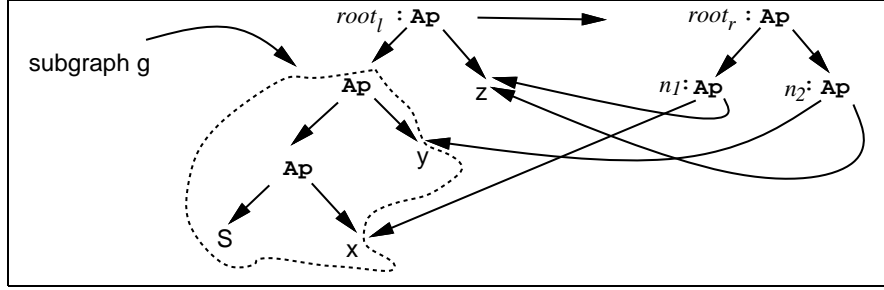 root_l : Ap
root_r : Ap
subgraph g
Ap
z
n1: Ap
n2: Ap
y
Ap
S
x